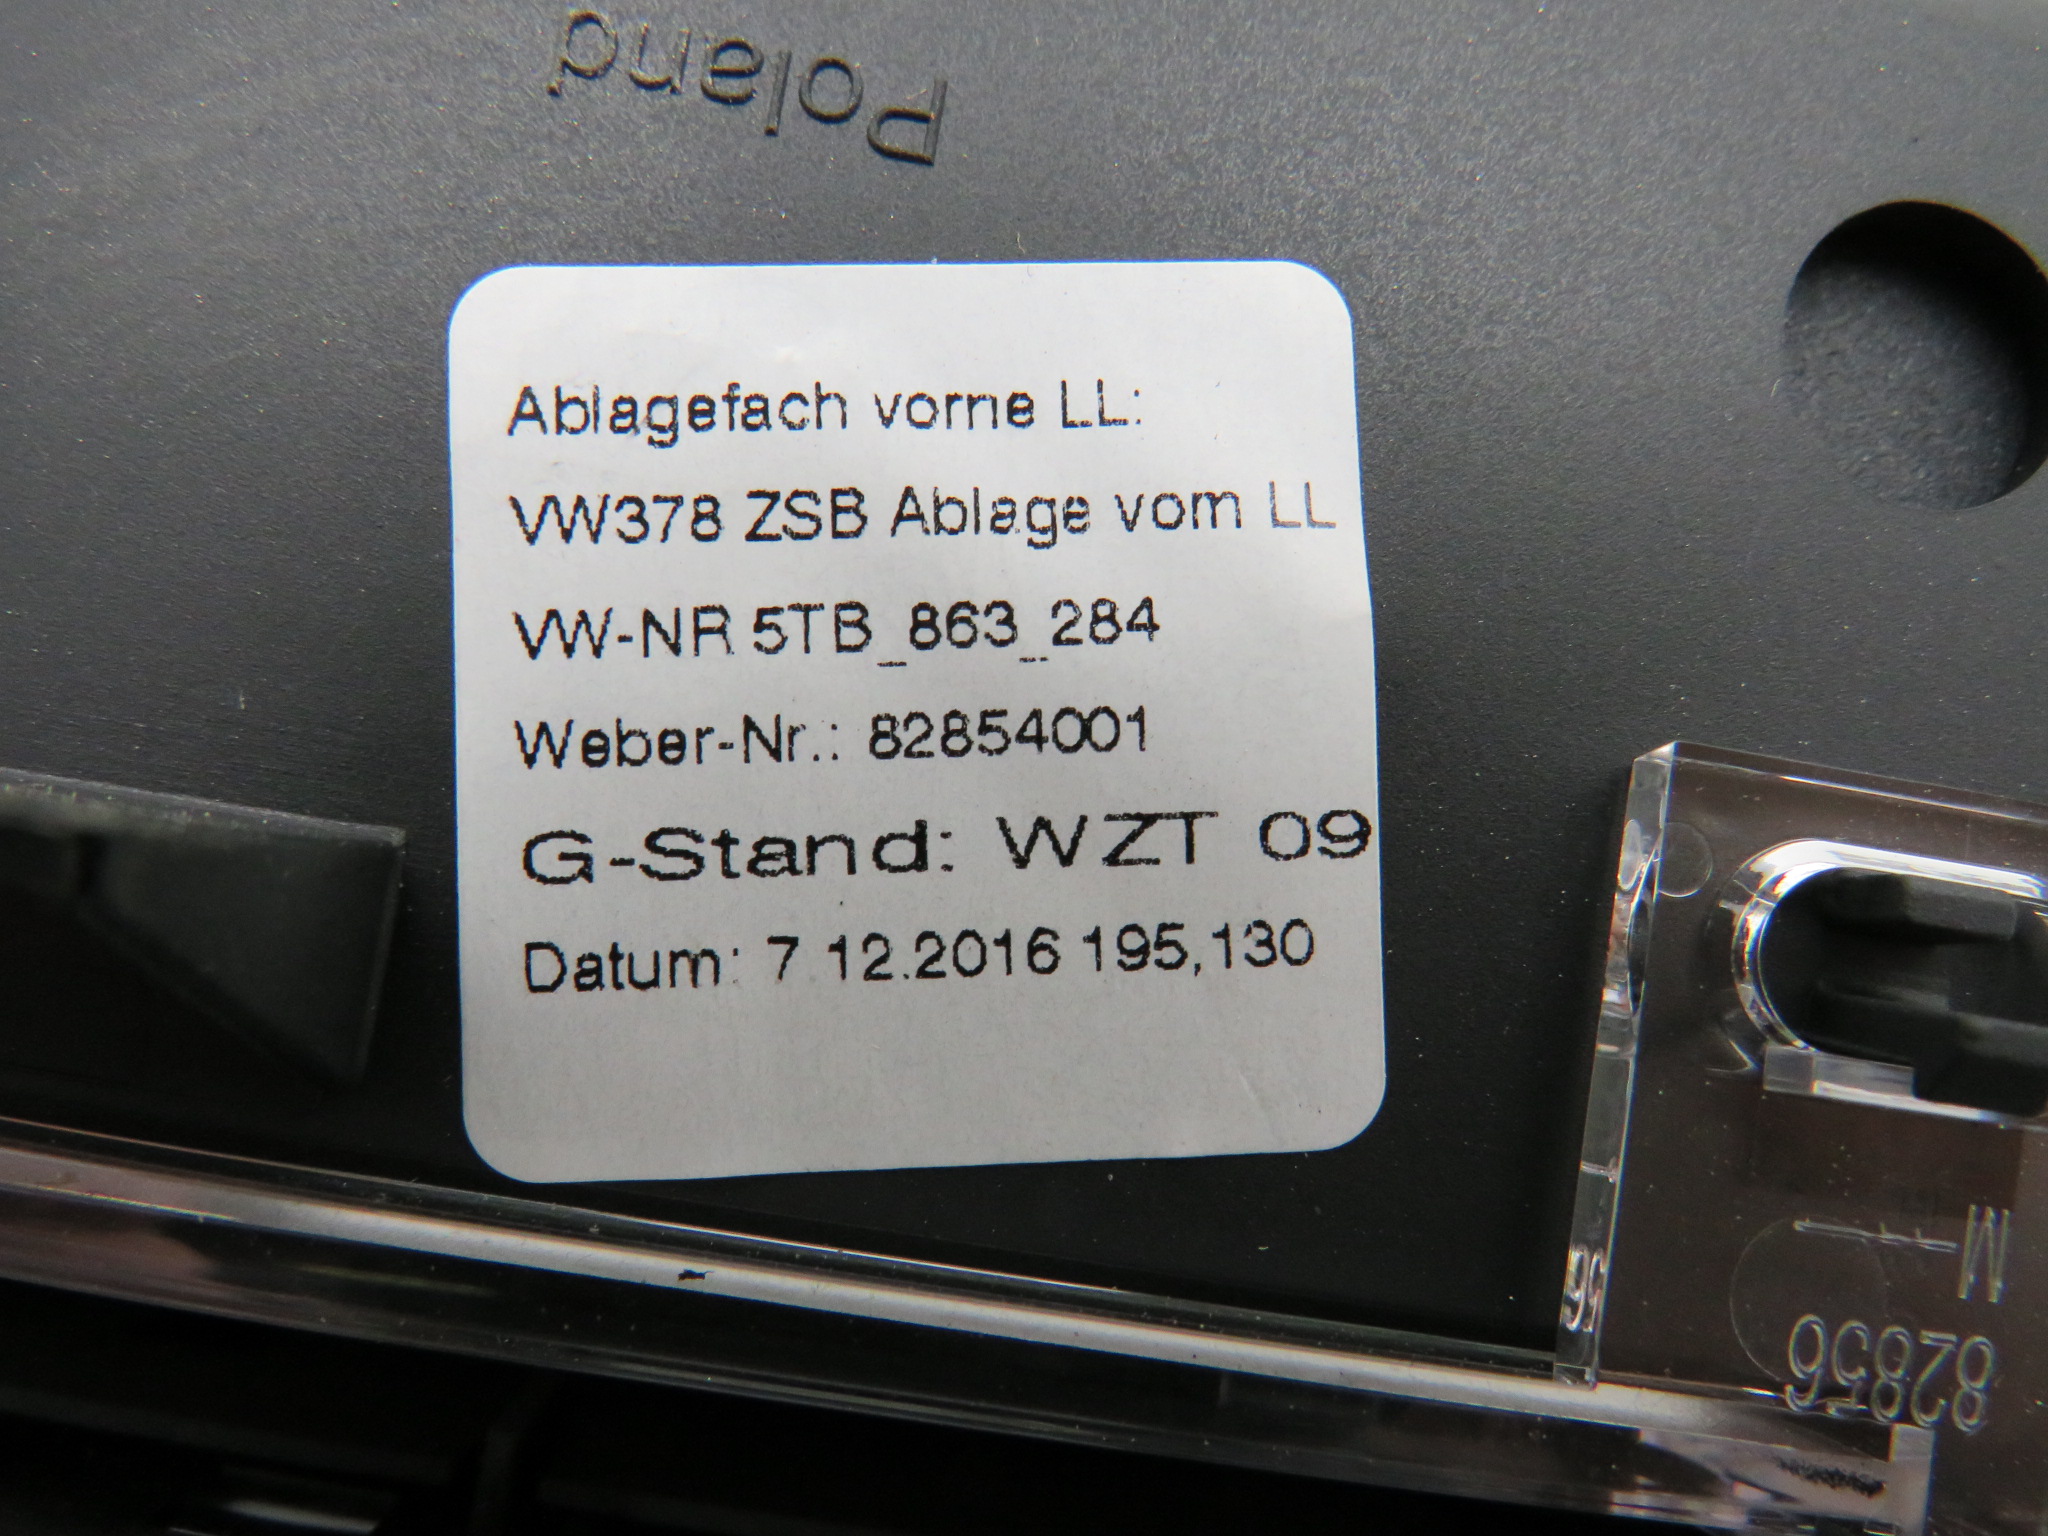 Poland
Ablagefach vorne LL:
VW378 ZSB Ablage vorn LL
VW-NR 5TB_863_284
Weber-Nr.: 82854001
G-Stand: WZT 09
Datum: 7.12.2016 195,130
M
82856